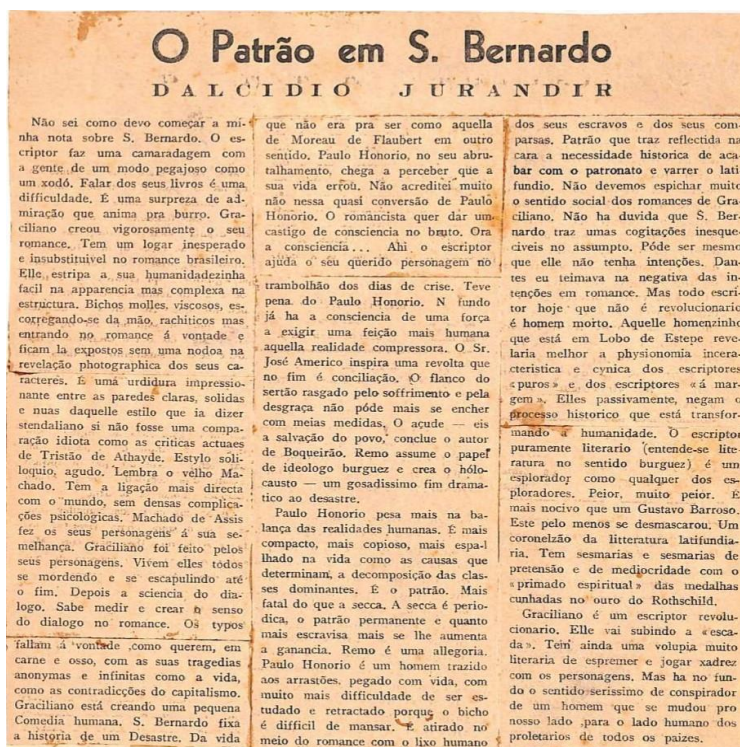 O Patrão em S. Bernardo
DALCIDIO JURANDIR
Não sei como devo começar a mi-
nha nota sobre S. Bernardo. O es-
criptor faz uma camaradagem com
a gente de um modo pegajoso como
um xodó. Falar dos seus livros é uma
difficuldade. É uma surpreza de ad-
miração que anima pra burro. Gra-
ciliano creou vigorosamente o seu
romance. Tem um logar inesperado
e insubstituivel no romance brasileiro.
Elle estripa a sua humanidadezinha
facil na apparencia mas complexa na
estructura. Bichos molles, viscosos, es-
corregando-se da mão, rachiticos mas
entrando no romance á vontade e
ficam la expostos sem uma nodoa na
revelação photographica dos seus ca-
racteres. É uma urdidura impressio-
nante entre as paredes claras, solidas
e nuas daquelle estilo que ia dizer
stendaliano si não fosse uma compa-
ração idiota como as criticas actuaes
de Tristão de Athayde. Estylo soli-
loquio, agudo. Lembra o velho Ma-
chado. Tem a ligação mais directa
com o mundo, sem densas complica-
ções psicológicas. Machado de Assis
fez os seus personagens á sua se-
melhança. Graciliano foi feito pelos
seus personagens. Vivem elles todos
se mordendo e se escapulindo até
o fim. Depois a sciencia do dia-
logo. Sabe medir e crear o senso
do dialogo no romance. Os typos
fallam á vontade como querem, em
carne e osso, com as suas tragedias
anonymas e infinitas como a vida,
como as contradicções do capitalismo.
Graciliano está creando uma pequena
Comedia humana. S. Bernardo fixa
a historia de um Desastre. Da vida
que não era pra ser como aquella
de Moreau de Flaubert em outro
sentido. Paulo Honorio, no seu abru-
talhamento, chega a perceber que a
sua vida errou. Não acreditei muito
não nessa quasi conversão de Paulo
Honorio. O romancista quer dar um
castigo de consciencia no bruto. Ora
a consciencia... Ahi o escriptor
ajuda o seu querido personagem no
trambolhão dos dias de crise. Teve
pena do Paulo Honorio. N fundo
já ha a consciencia de uma força
a exigir uma feição mais humana
aquella realidade compressora. O Sr.
José Americo inspira uma revolta que
no fim é conciliação. O flanco do
sertão rasgado pelo soffrimento e pela
desgraça não póde mais se encher
com meias medidas. O açude — eis
a salvação do povo, conclue o autor
de Boqueirão. Remo assume o papel
de ideologo burguez e crea o hólo-
causto — um gosadissimo fim drama-
tico ao desastre.
Paulo Honorio pesa mais na ba-
lança das realidades humanas. É mais
compacto, mais copioso, mais espa-
lhado na vida como as causas que
determinam, a decomposição das clas-
ses dominantes. É o patrão. Mais
fatal do que a secca. A secca é perio-
dica, o patrão permanente e quanto
mais escravisa mais se lhe aumenta
a ganancia. Remo é uma allegoria.
Paulo Honorio é um homem trazido
aos arrastões, pegado com vida, com
muito mais difficuldade de ser es-
tudado e retractado porque o bicho
é difficil de mansar. É atirado no
meio do romance com o lixo humano
dos seus escravos e dos seus com-
parsas. Patrão que traz reflectida na
cara a necessidade historica de aca-
bar com o patronato e varrer o lati-
fundio. Não devemos espichar muito
o sentido social dos romances de Gra-
ciliano. Não ha duvida que S. Ber-
nardo traz umas cogitações inesque-
civeis no assumpto. Póde ser mesmo
que elle não tenha intenções. Dan-
tes eu teimava na negativa das in-
tenções em romance. Mas todo escri-
tor hoje que não é revolucionario
é homem morto. Aquelle homenzinho
que está em Lobo de Estepe reve-
laria melhor a physionomia incera-
cteristica e cynica dos escriptores
«puros» e dos escriptores «á mar-
gem». Elles passivamente, negam o
processo historico que está transfor-
mando a humanidade. O escriptor
puramente literario (entende-se lite-
ratura no sentido burguez) é um
esplorador como qualquer dos es-
ploradores. Peior, muito peior. É
mais nocivo que um Gustavo Barroso.
Este pelo menos se desmascarou. Um
coronelzão da litteratura latifundia-
ria. Tem sesmarias e sesmarias de
pretensão e de mediocridade com o
«primado espiritual» das medalhas
cunhadas no ouro do Rothschild.
Graciliano é um escriptor revolu-
cionario. Elle vai subindo a «esca-
da». Tem ainda uma volupia muito
literaria de espremer e jogar xadrez
com os personagens. Mas ha no fun-
do o sentido serissimo de conspirador
de um homem que se mudou pro
nosso lado para o lado humano dos
proletarios de todos os paizes.